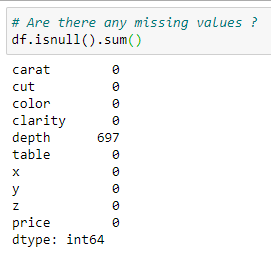 # Are there any missing values ?
df.isnull().sum()
carat 0
cut 0
color 0
clarity 0
depth 697
table 0
x 0
y 0
z 0
price 0
dtype: int64